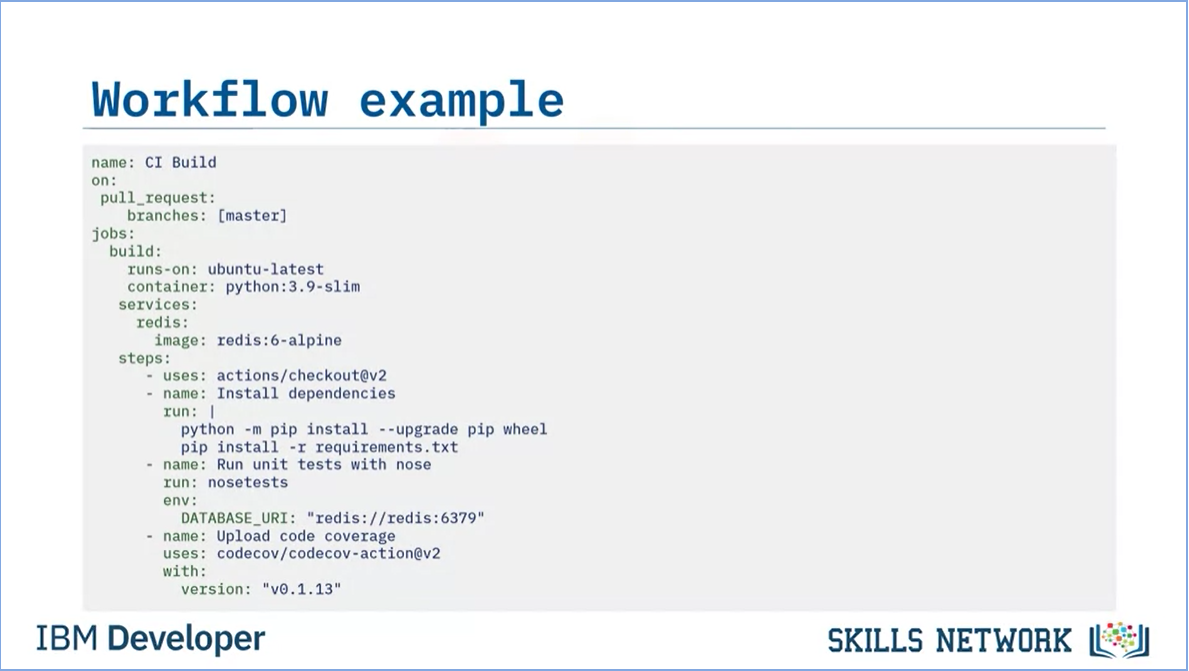 Workflow example
name: CI Build
on:
 pull_request:
    branches: [master]
jobs:
  build:
    runs-on: ubuntu-latest
    container: python:3.9-slim
   services:
     redis:
       image: redis:6-alpine
   steps:
      - uses: actions/checkout@v2
      - name: Install dependencies
        run: |
          python -m pip install --upgrade pip wheel
          pip install -r requirements.txt
      - name: Run unit tests with nose
        run: nosetests
        env:
          DATABASE_URI: "redis://redis:6379"
      - name: Upload code coverage
        uses: codecov/codecov-action@v2
        with:
          version: "v0.1.13"
IBM Developer
SKILLS NETWORK